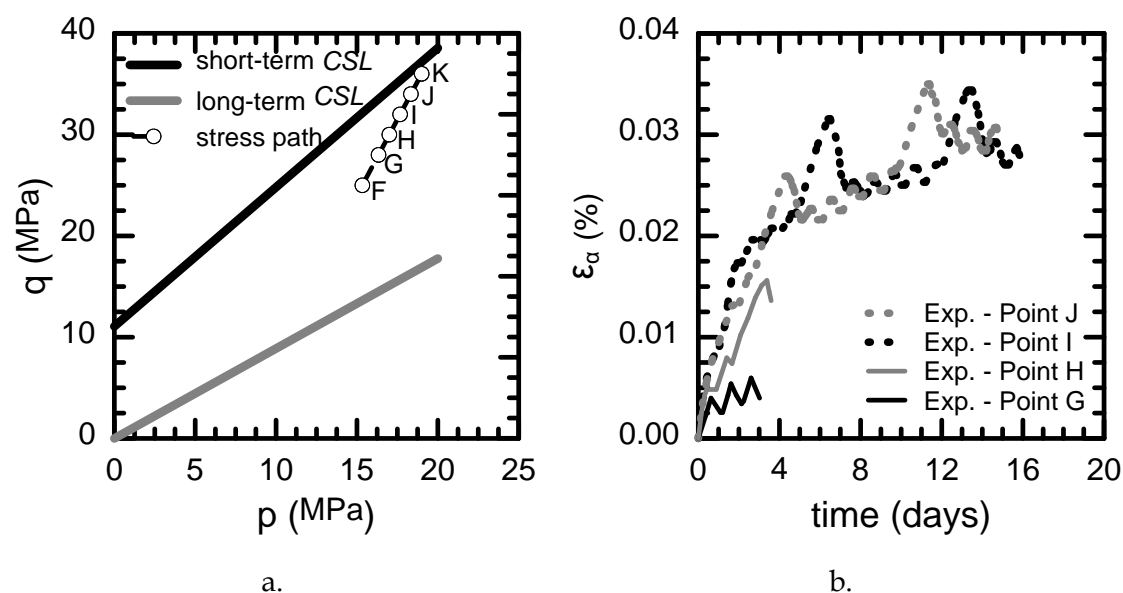 40
30
20
10
0
q (MPa)
short-term CSL
long-term CSL
stress path
K
J
I
H
G
F
0 5 10 15 20 25
p (MPa)
a.
0.04
0.03
0.02
0.01
0.00
εα (%)
Exp. - Point J
Exp. - Point I
Exp. - Point H
Exp. - Point G
0 4 8 12 16 20
time (days)
b.